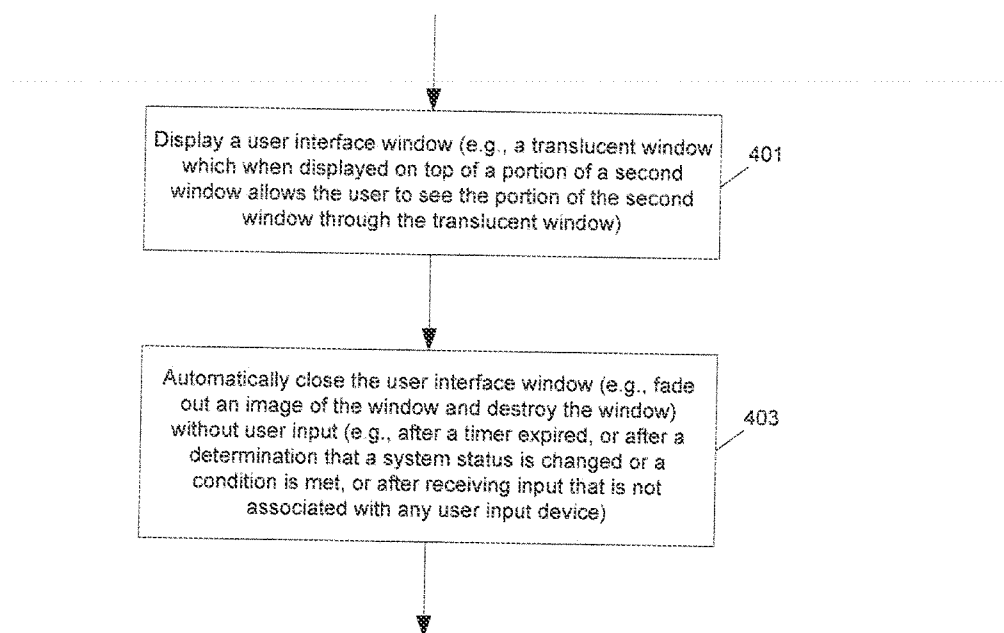 Display a user interface window (e.g., a translucent window
which when displayed on top of a portion of a second
window allows the user to see the portion of the second
window through the translucent window)
401
Automatically close the user interface window (e.g., fade
out an image of the window and destroy the window)
without user input (e.g., after a timer expired, or after a
determination that a system status is changed or a
condition is met, or after receiving input that is not
associated with any user input device)
403